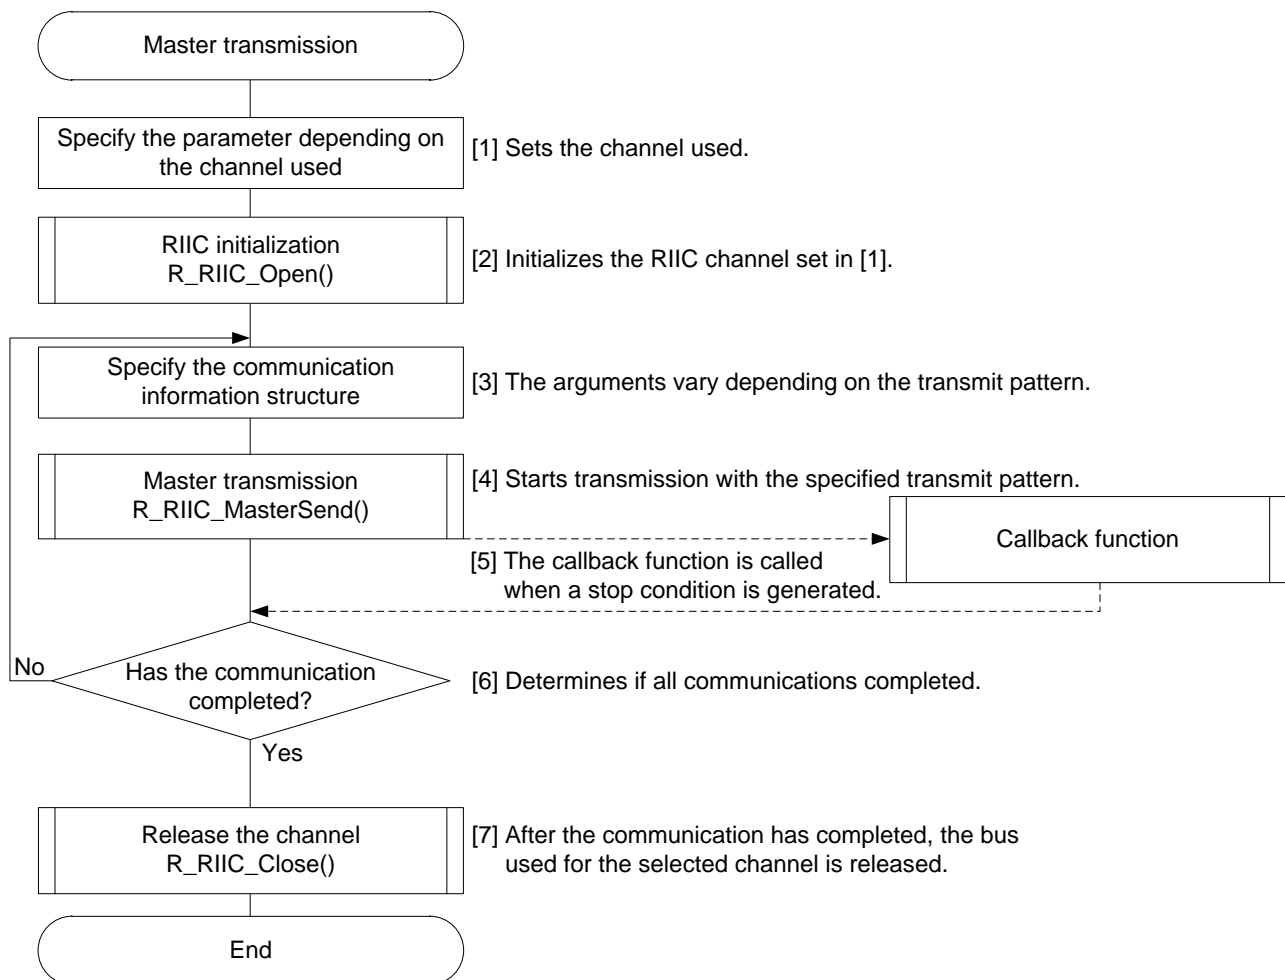 Master transmission
Specify the parameter depending on
the channel used
[1] Sets the channel used.
RIIC initialization
R_RIIC_Open()
[2] Initializes the RIIC channel set in [1].
Specify the communication
information structure
[3] The arguments vary depending on the transmit pattern.
Master transmission
R_RIIC_MasterSend()
[4] Starts transmission with the specified transmit pattern.
Callback function
[5] The callback function is called
when a stop condition is generated.
No
Has the communication
completed?
[6] Determines if all communications completed.
Yes
Release the channel
R_RIIC_Close()
[7] After the communication has completed, the bus
used for the selected channel is released.
End